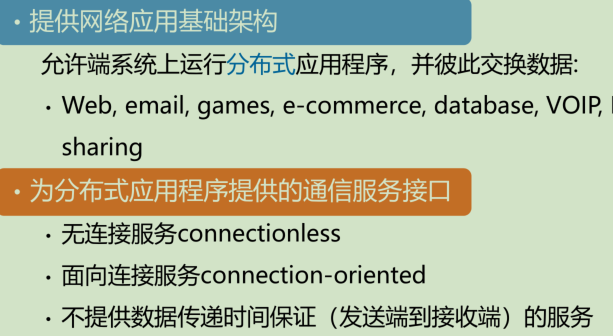 · 提供网络应用基础架构
允许端系统上运行分布式应用程序，并彼此交换数据:
· Web, email, games, e-commerce, database, VOIP,
sharing
· 为分布式应用程序提供的通信服务接口
· 无连接服务connectionless
· 面向连接服务connection-oriented
· 不提供数据传递时间保证（发送端到接收端）的服务